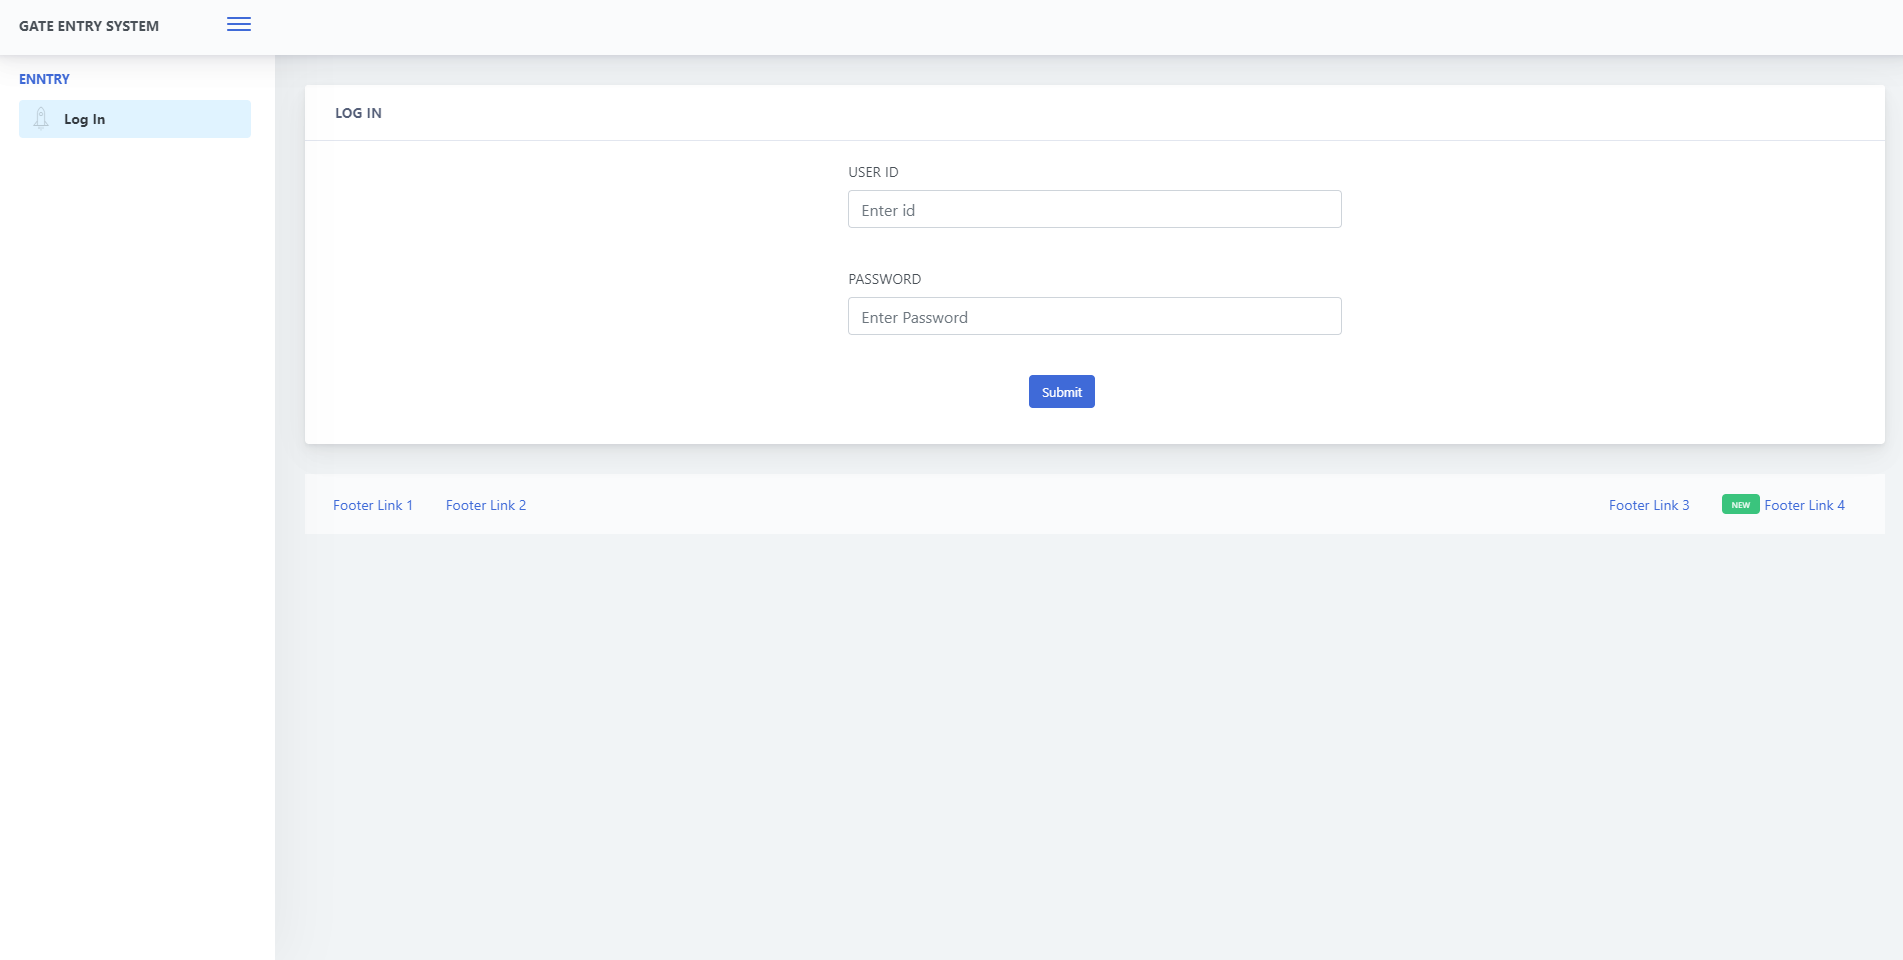 GATE ENTRY SYSTEM
ENNTRY
Log In
LOG IN
USER ID
Enter id
PASSWORD
Enter Password
Submit
Footer Link 1 Footer Link 2 Footer Link 3 NEW Footer Link 4